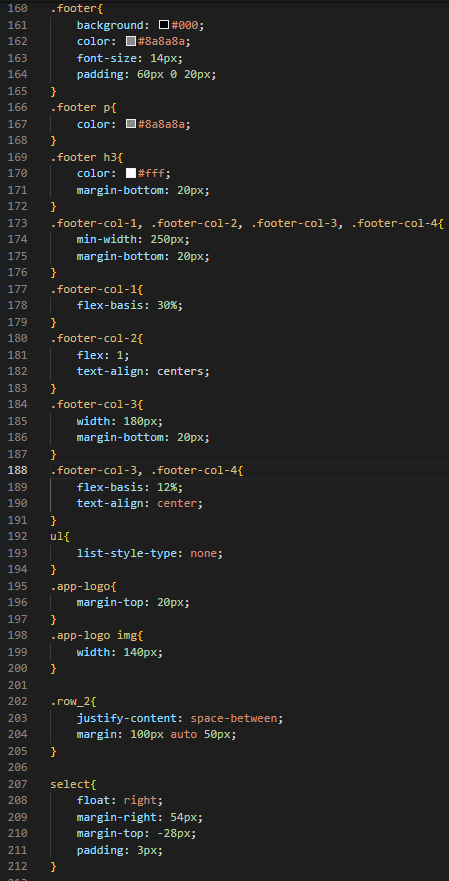 160 .footer{
161     background: #000;
162     color: #8a8a8a;
163     font-size: 14px;
164     padding: 60px 0 20px;
165 }
166 .footer p{
167     color: #8a8a8a;
168 }
169 .footer h3{
170     color: #fff;
171     margin-bottom: 20px;
172 }
173 .footer-col-1, .footer-col-2, .footer-col-3, .footer-col-4{
174     min-width: 250px;
175     margin-bottom: 20px;
176 }
177 .footer-col-1{
178     flex-basis: 30%;
179 }
180 .footer-col-2{
181     flex: 1;
182     text-align: centers;
183 }
184 .footer-col-3{
185     width: 180px;
186     margin-bottom: 20px;
187 }
188 .footer-col-3, .footer-col-4{
189     flex-basis: 12%;
190     text-align: center;
191 }
192 ul{
193     list-style-type: none;
194 }
195 .app-logo{
196     margin-top: 20px;
197 }
198 .app-logo img{
199     width: 140px;
200 }
201
202 .row_2{
203     justify-content: space-between;
204     margin: 100px auto 50px;
205 }
206
207 select{
208     float: right;
209     margin-right: 54px;
210     margin-top: -28px;
211     padding: 3px;
212 }